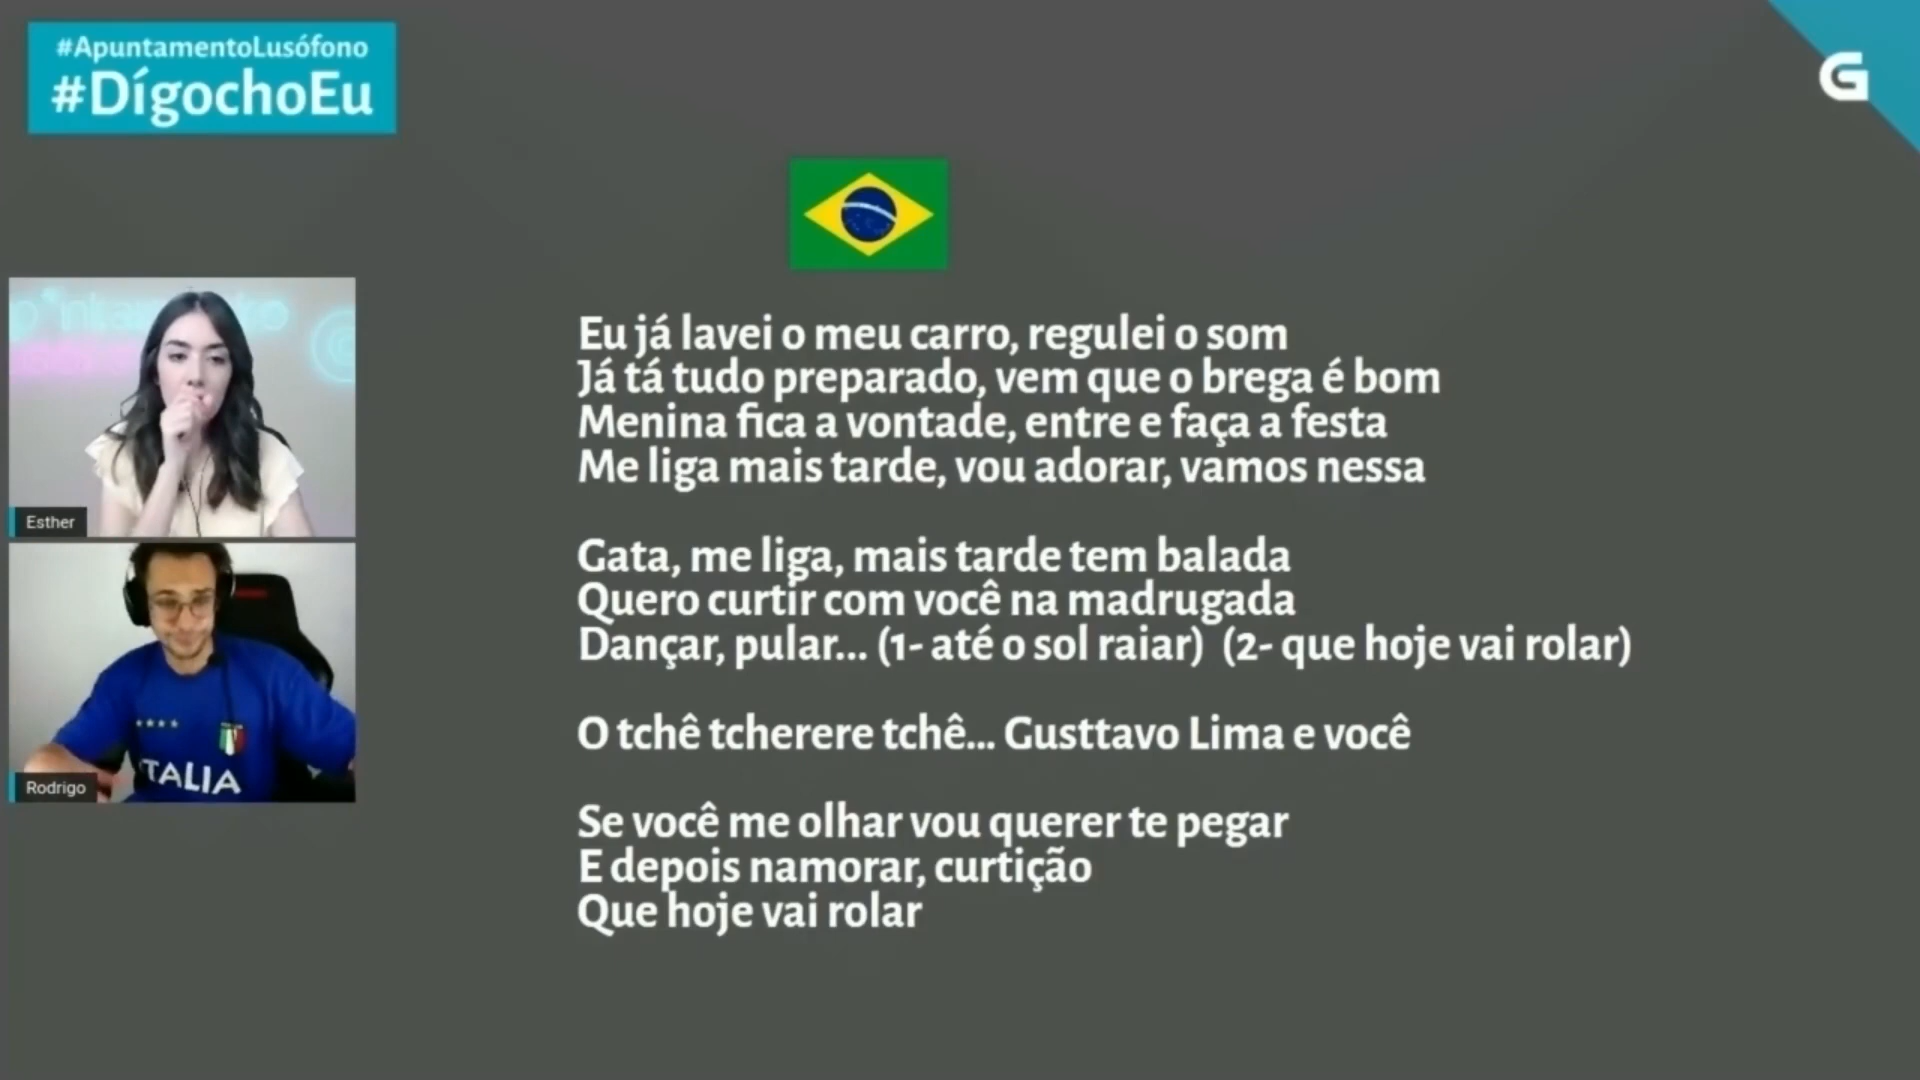 #ApuntamentoLusófono
#DígochoEu
G
Eu já lavei o meu carro, regulei o som
Já tá tudo preparado, vem que o brega é bom
Menina fica a vontade, entre e faça a festa
Me liga mais tarde, vou adorar, vamos nessa
Gata, me liga, mais tarde tem balada
Quero curtir com você na madrugada
Dançar, pular... (1- até o sol raiar) (2- que hoje vai rolar)
O tchê tcherere tchê... Gusttavo Lima e você
Se você me olhar vou querer te pegar
E depois namorar, curtição
Que hoje vai rolar
Esther
ITALIA
Rodrigo